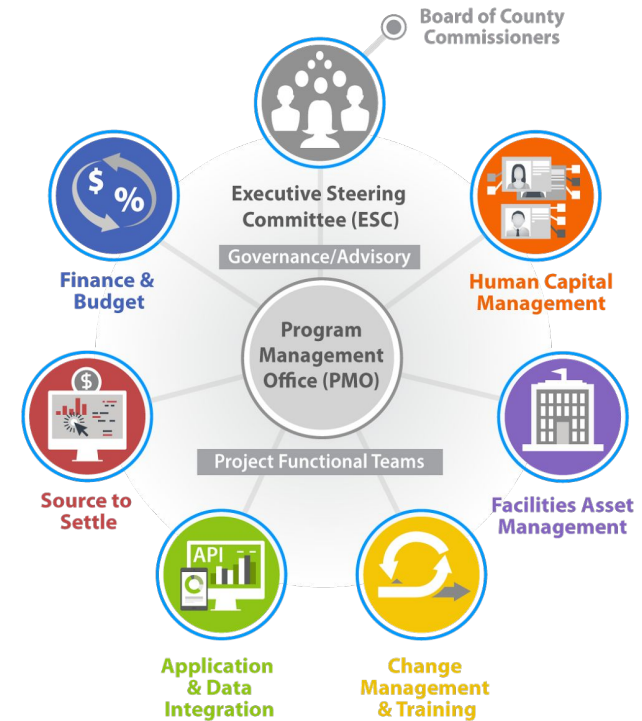 Board of County
Commissioners
Executive Steering
Committee (ESC)
Governance/Advisory
$
%
Finance &
Budget
Human Capital
Management
Program
Management
Office (PMO)
$
Source to
Settle
Project Functional Teams
Facilities Asset
Management
API
Application
& Data
Integration
Change
Management
& Training